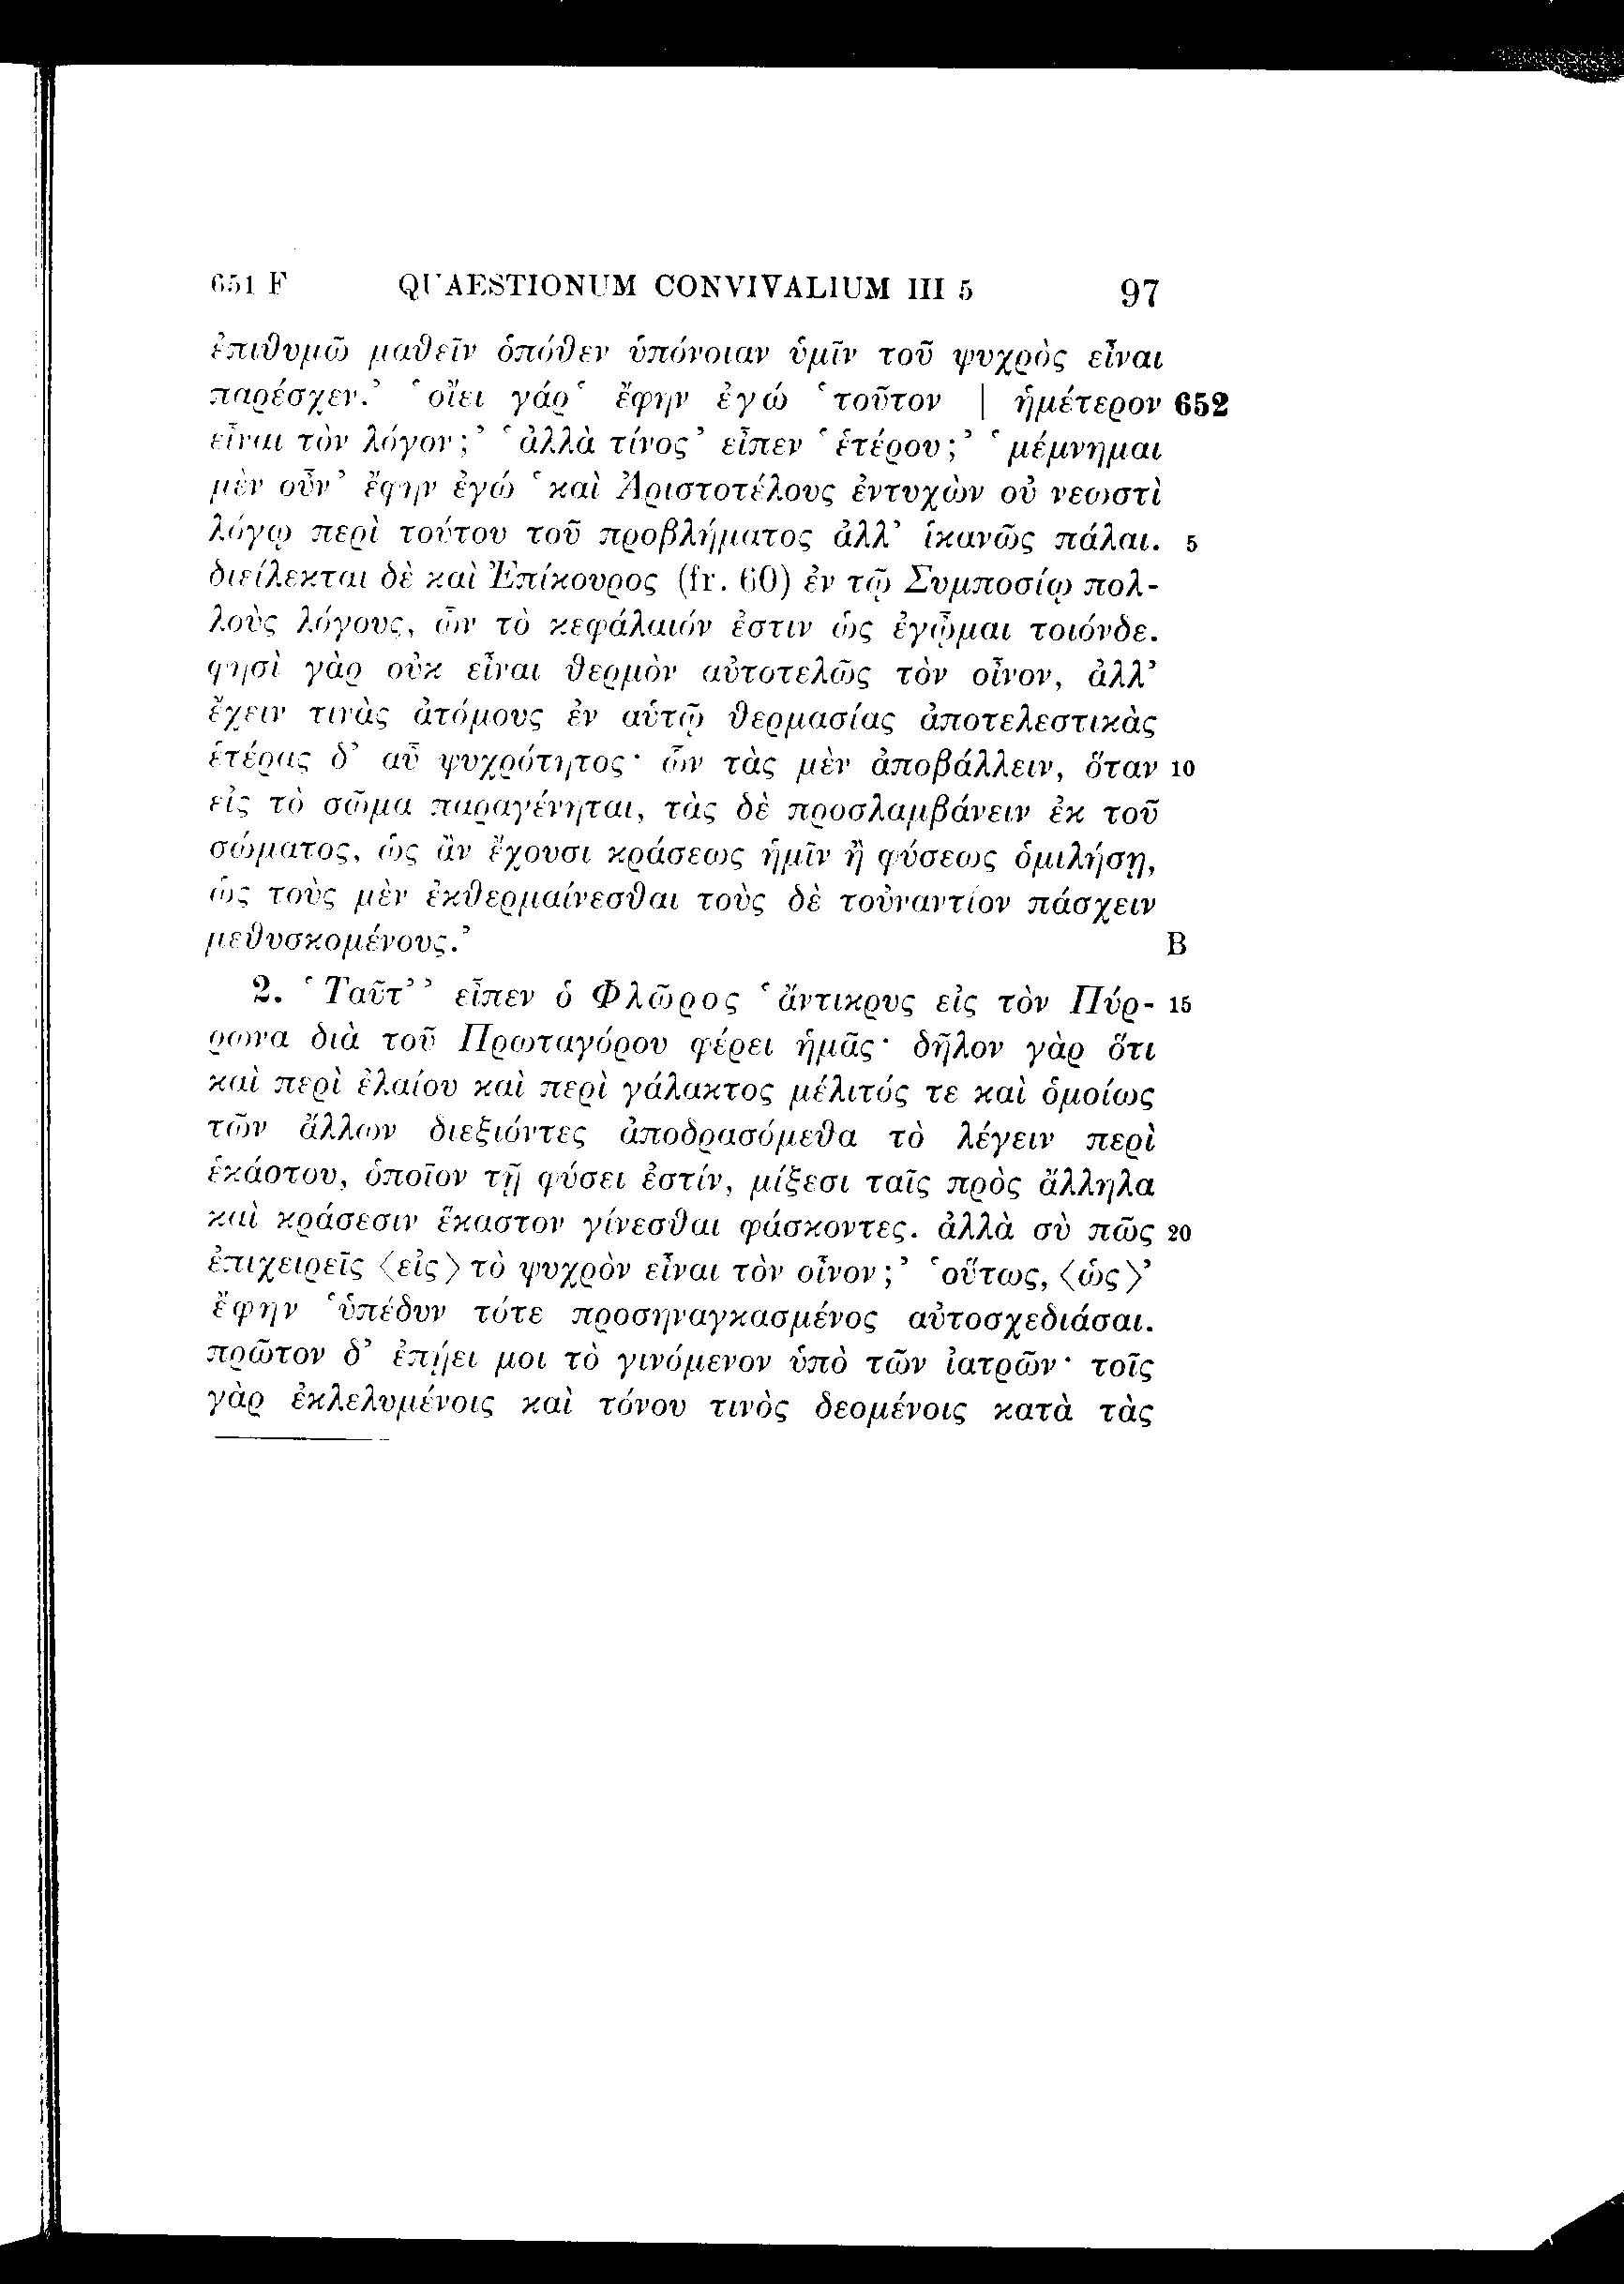 651 F QUAESTIONUM CONVIVALIUM III 5 97
ἐπιθυμῶ μαθεῖν ὁπόθεν ὑπόνοιαν ὑμῖν τοῦ ψυχρὸς εἶναι
παρέσχεν.’ ‘οἴει γάρ‘ ἔφην ἐγώ ‘τοῦτον | ἡμέτερον 652
εἶναι τὸν λόγον;’ ‘ἀλλὰ τίνος’ εἶπεν ‘ἑτέρου;’ ‘μέμνημαι
μὲν οὖν’ ἔφην ἐγώ ‘καὶ Ἀριστοτέλους ἐντυχὼν οὐ νεωστὶ
λόγῳ περὶ τούτου τοῦ προβλήματος ἀλλ’ ἱκανῶς πάλαι. 5
διείλεκται δὲ καὶ Ἐπίκουρος (fr. 60) ἐν τῷ Συμποσίῳ πολ-
λοὺς λόγους, ὧν τὸ κεφάλαιόν ἐστιν ὡς ἐγᾦμαι τοιόνδε.
φησὶ γὰρ οὐκ εἶναι θερμὸν αὐτοτελῶς τὸν οἶνον, ἀλλ’
ἔχειν τινὰς ἀτόμους ἐν αὑτῷ θερμασίας ἀποτελεστικὰς
ἑτέρας δ’ αὖ ψυχρότητος· ὧν τὰς μὲν ἀποβάλλειν, ὅταν 10
εἰς τὸ σῶμα παραγένηται, τὰς δὲ προσλαμβάνειν ἐκ τοῦ
σώματος, ὡς ἂν ἔχουσι κράσεως ἡμῖν ἢ φύσεως ὁμιλήσῃ,
ὡς τοὺς μὲν ἐκθερμαίνεσθαι τοὺς δὲ τοὐναντίον πάσχειν
μεθυσκομένους.’ B
2. ‘Ταῦτ’’ εἶπεν ὁ Φλῶρος ‘ἄντικρυς εἰς τὸν Πύρ- 15
ρωνα διὰ τοῦ Πρωταγόρου φέρει ἡμᾶς· δῆλον γὰρ ὅτι
καὶ περὶ ἐλαίου καὶ περὶ γάλακτος μέλιτός τε καὶ ὁμοίως
τῶν ἄλλων διεξιόντες ἀποδρασόμεθα τὸ λέγειν περὶ
ἑκάστου, ὁποῖον τῇ φύσει ἐστίν, μίξεσι ταῖς πρὸς ἄλληλα
καὶ κράσεσιν ἕκαστον γίνεσθαι φάσκοντες. ἀλλὰ σὺ πῶς 20
ἐπιχειρεῖς ⟨εἰς⟩ τὸ ψυχρὸν εἶναι τὸν οἶνον;’ ‘οὕτως, ⟨ὡς⟩’
ἔφην ‘ὑπέδυν τότε προσηναγκασμένος αὐτοσχεδιάσαι.
πρῶτον δ’ ἐπῄει μοι τὸ γινόμενον ὑπὸ τῶν ἰατρῶν· τοῖς
γὰρ ἐκλελυμένοις καὶ τόνου τινὸς δεομένοις κατὰ τὰς